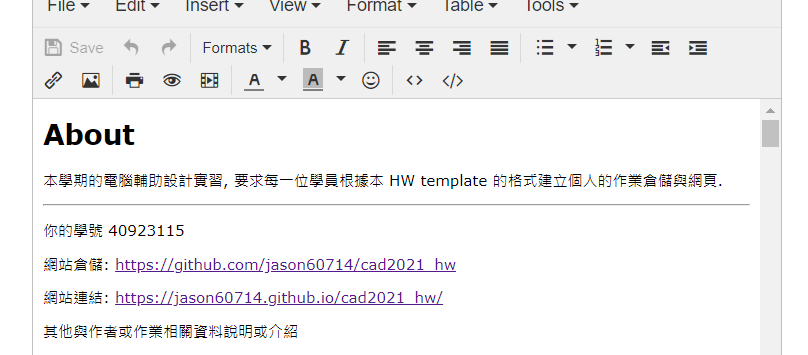 File Edit Insert View Format Table Tools
Save Formats B I
A A
About
本學期的電腦輔助設計實習, 要求每一位學員根據本 HW template 的格式建立個人的作業倉儲與網頁.
你的學號 40923115
網站倉儲: https://github.com/jason60714/cad2021_hw
網站連結: https://jason60714.github.io/cad2021_hw/
其他與作者或作業相關資料說明或介紹